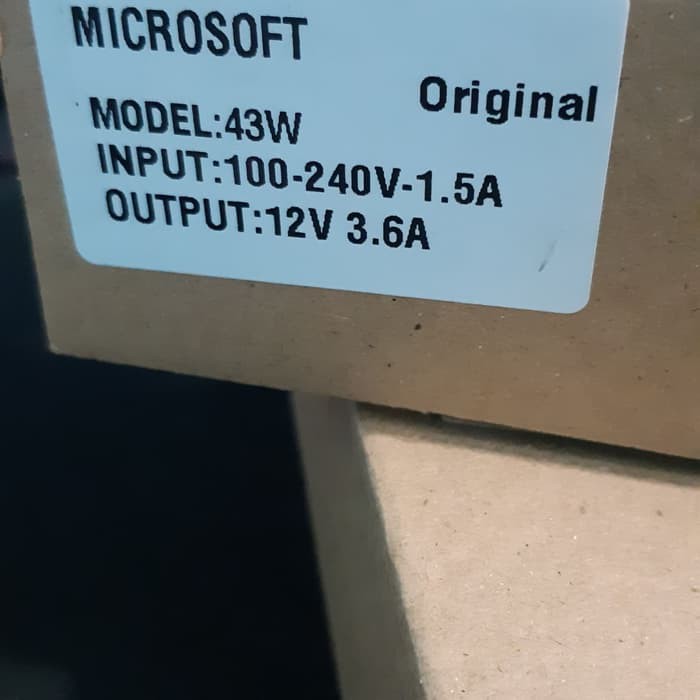 MICROSOFT
Original
MODEL:43W
INPUT:100-240V-1.5A
OUTPUT:12V 3.6A